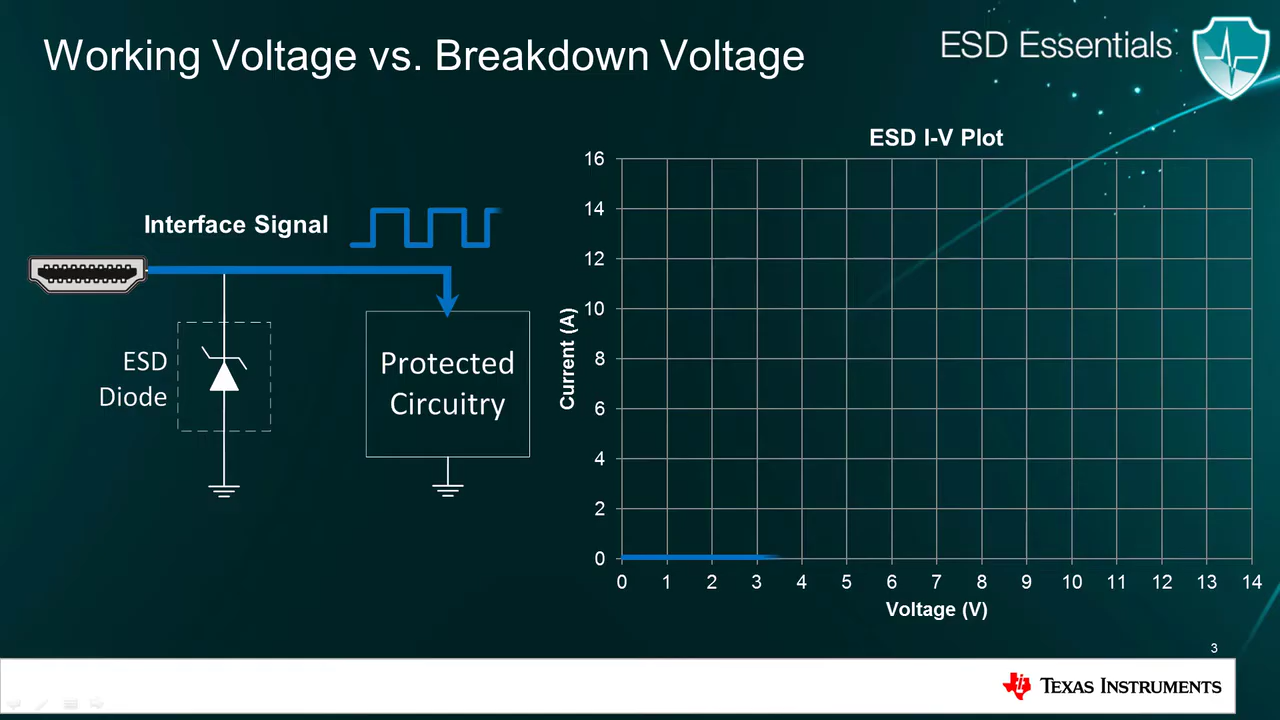 Working Voltage vs. Breakdown Voltage
ESD Essentials
Interface Signal
ESD
Diode
Protected
Circuitry
ESD I-V Plot
16
14
12
10
8
6
4
2
0
Current (A)
0 1 2 3 4 5 6 7 8 9 10 11 12 13 14
Voltage (V)
3
TEXAS INSTRUMENTS